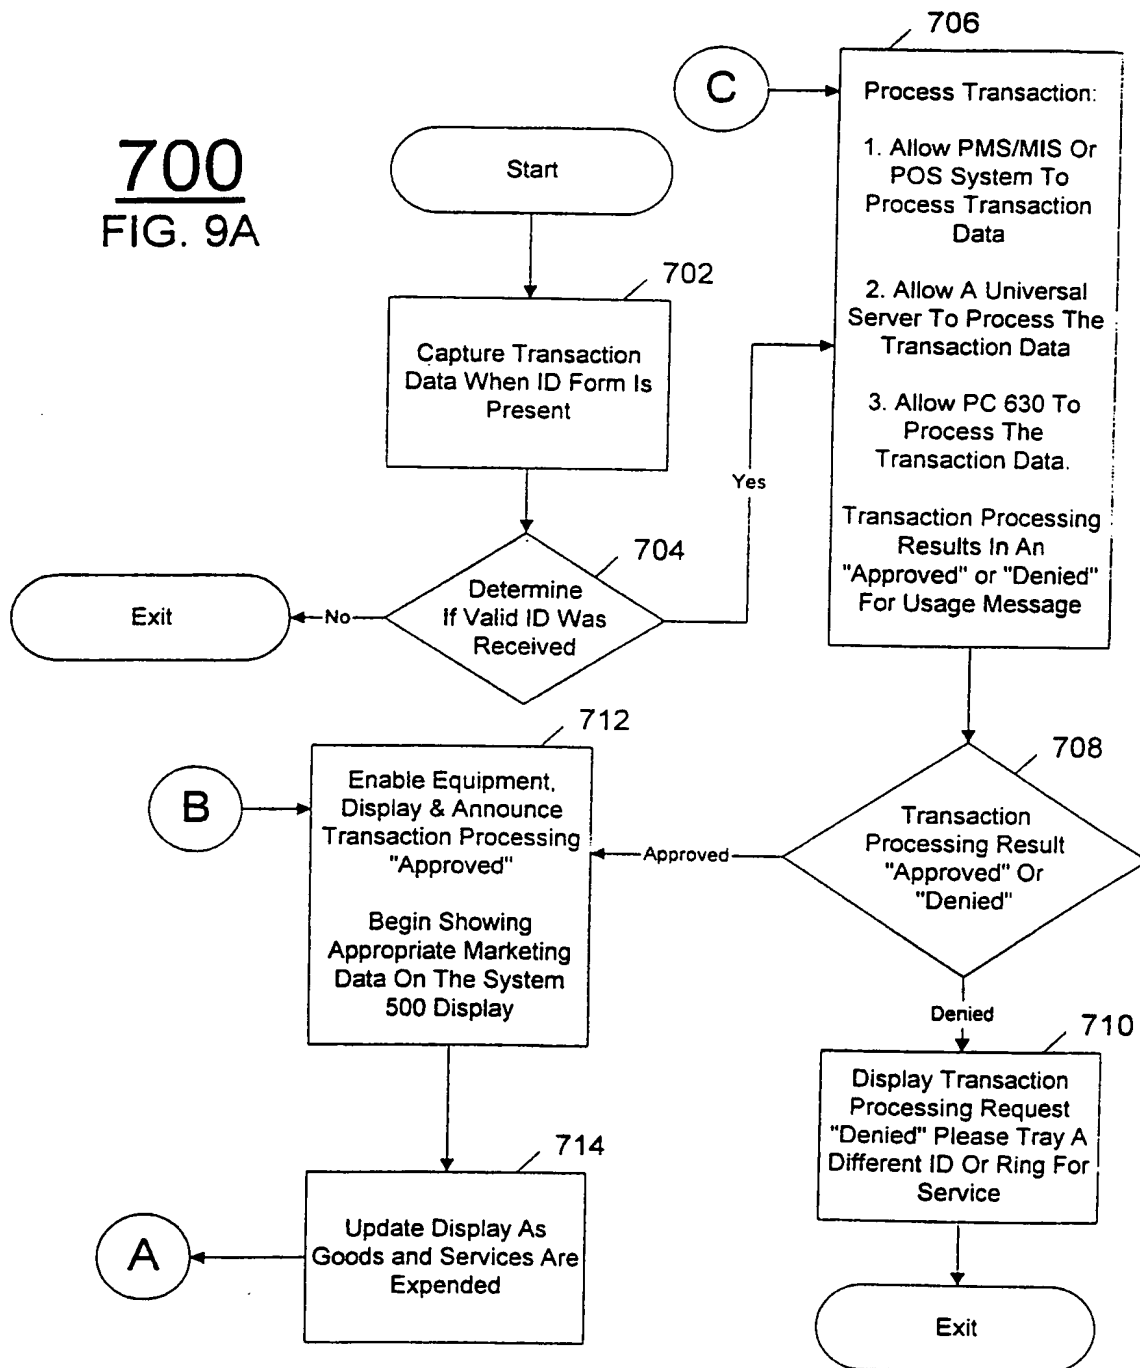 700
FIG. 9A
Start
702
Capture Transaction
Data When ID Form Is
Present
704
Determine
If Valid ID Was
Received
No
Exit
Yes
C
706
Process Transaction:
1. Allow PMS/MIS Or
POS System To
Process Transaction
Data
2. Allow A Universal
Server To Process The
Transaction Data
3. Allow PC 630 To
Process The
Transaction Data.
Transaction Processing
Results In An
"Approved" or "Denied"
For Usage Message
708
Transaction
Processing Result
"Approved" Or
"Denied"
Approved
Denied
710
Display Transaction
Processing Request
"Denied" Please Tray A
Different ID Or Ring For
Service
Exit
B
712
Enable Equipment,
Display & Announce
Transaction Processing
"Approved"
Begin Showing
Appropriate Marketing
Data On The System
500 Display
714
Update Display As
Goods and Services Are
Expended
A